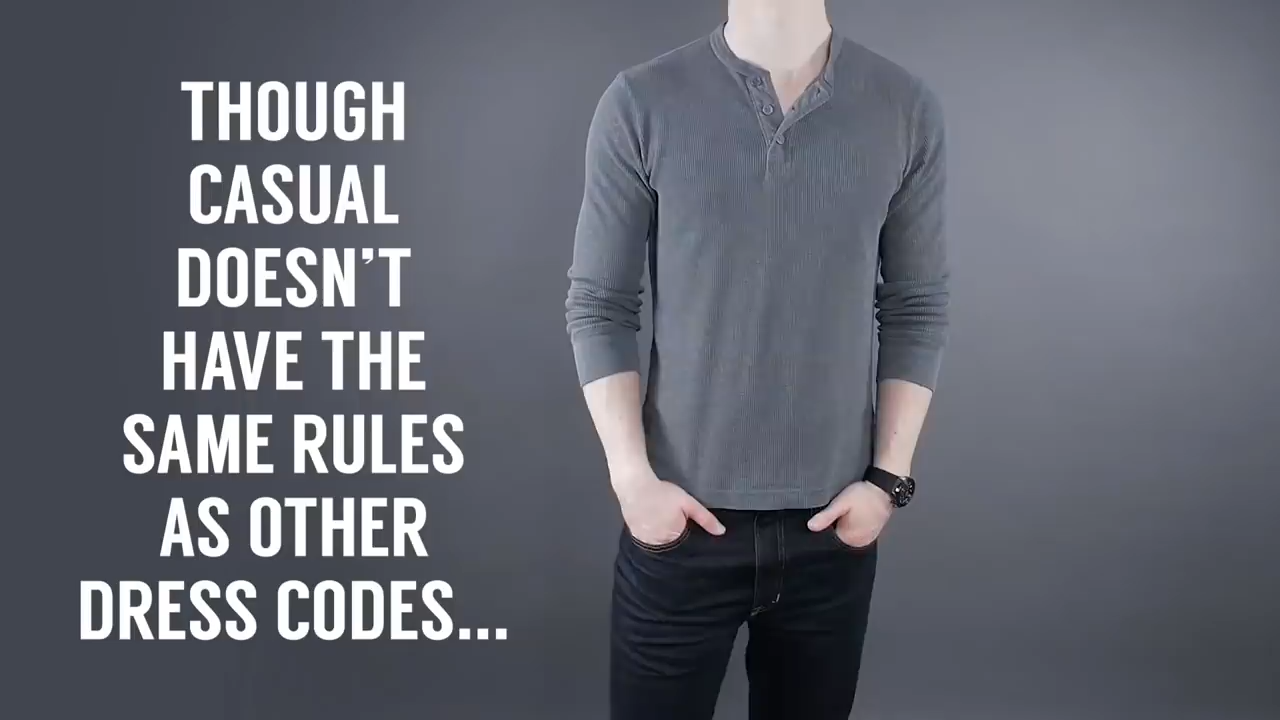 THOUGH
CASUAL
DOESN’T
HAVE THE
SAME RULES
AS OTHER
DRESS CODES...